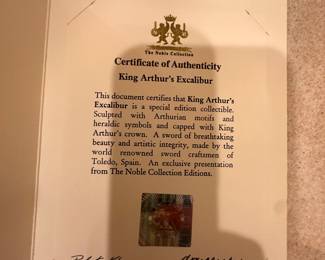 The Noble Collection
Certificate of Authenticity
King Arthur's Excalibur
This document certifies that King Arthur's
Excalibur is a special edition collectible.
Sculpted with Arthurian motifs and
heraldic symbols and capped with King
Arthur's crown. A sword of breathtaking
beauty and artistic integrity, made by the
world renowned sword craftsmen of
Toledo, Spain. An exclusive presentation
from The Noble Collection Editions.